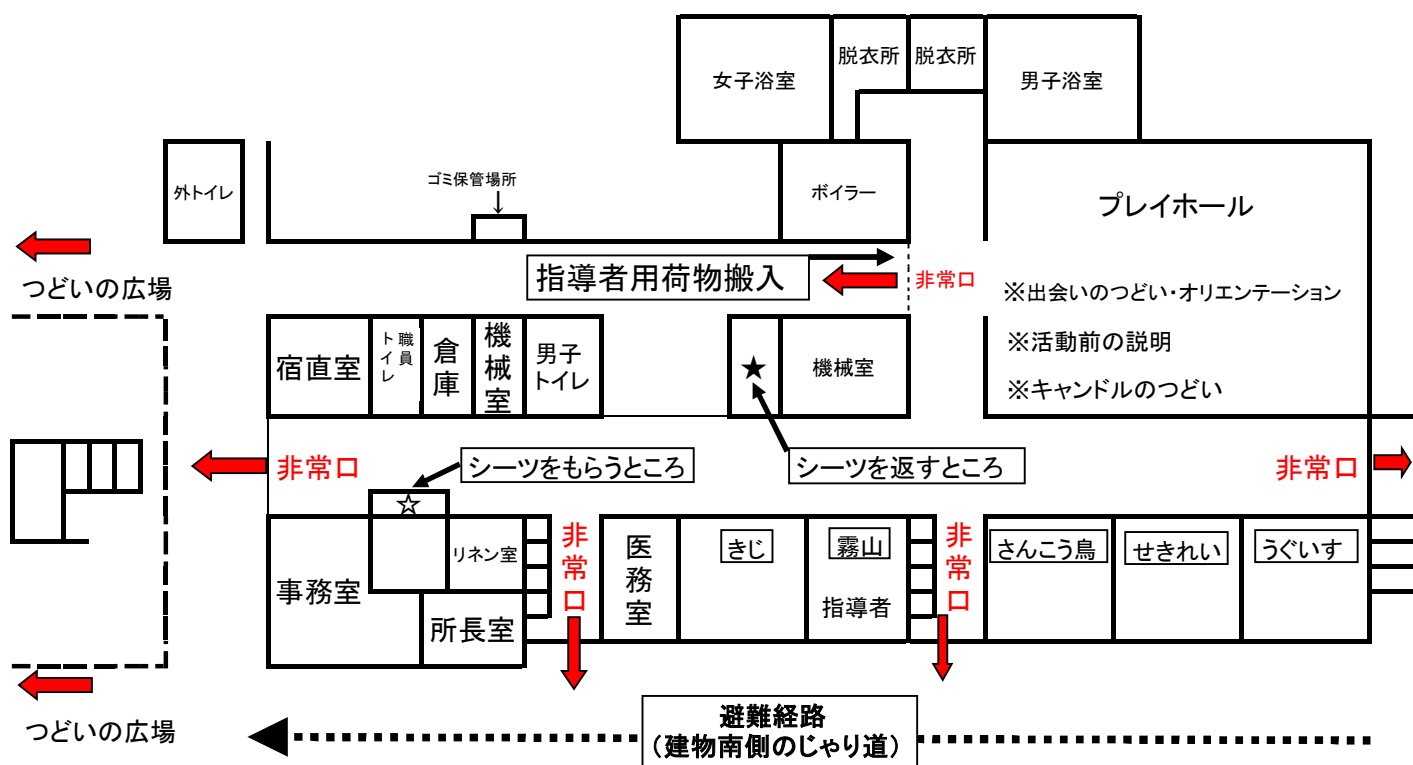 脱衣所
脱衣所
女子浴室
男子浴室
ゴミ保管場所
↓
外トイレ
ボイラー
プレイホール
指導者用荷物搬入
非常口
つどいの広場
※出会いのつどい・オリエンテーション
※活動前の説明
※キャンドルのつどい
宿直室
職員
トイレ
倉庫
機械室
男子
トイレ
★
機械室
非常口
シーツをもらうところ
シーツを返すところ
非常口
☆
事務室
リネン室
所長室
非常口
医務室
きじ
霧山
指導者
非常口
さんこう鳥
せきれい
うぐいす
つどいの広場
避難経路
（建物南側のじゃり道）